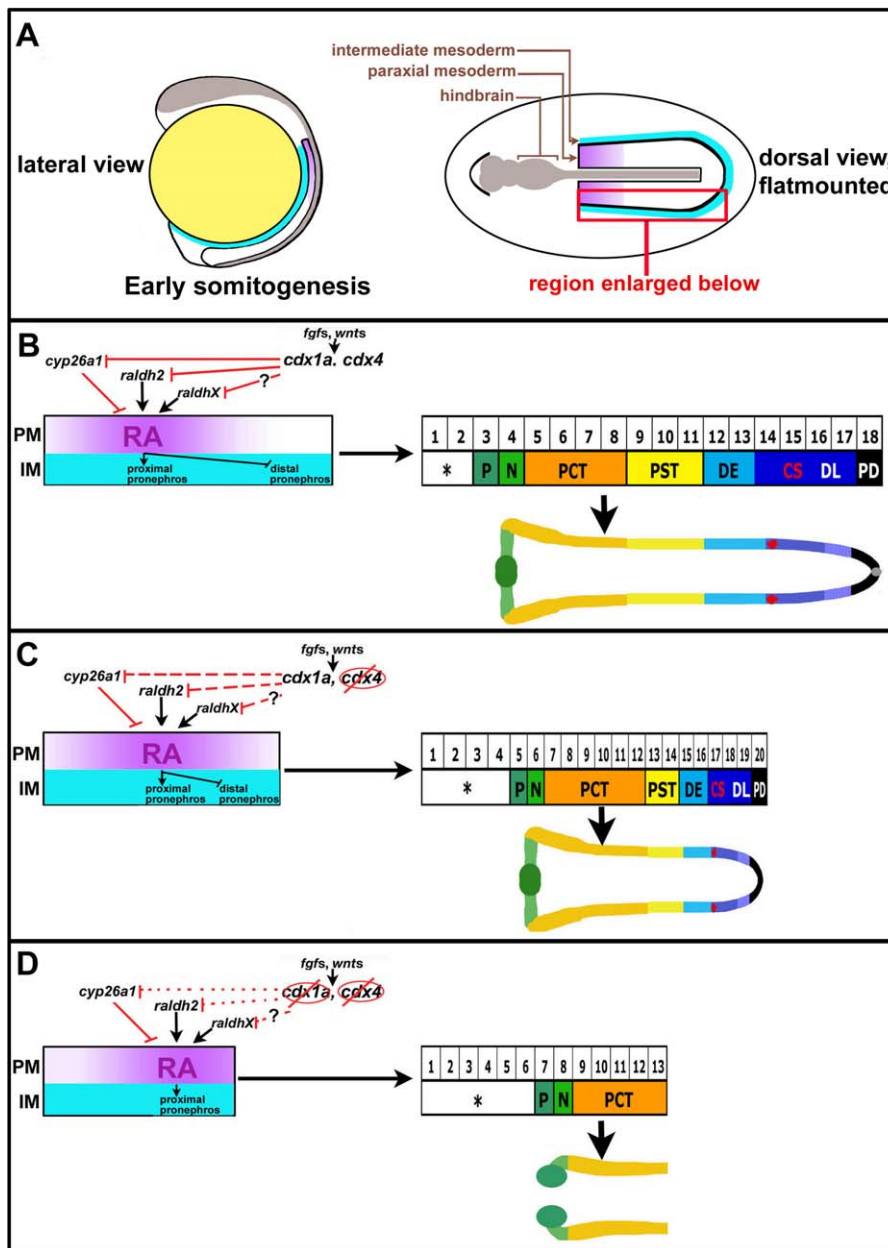 A
intermediate mesoderm
paraxial mesoderm
hindbrain
lateral view
dorsal view,
flatmounted
Early somitogenesis
region enlarged below
B
fgfs, wnts
cyp26a1
cdx1a. cdx4
raldh2
raldhX
?
PM
RA
IM
proximal
pronephros
distal
pronephros
1 2 3 4 5 6 7 8 9 10 11 12 13 14 15 16 17 18
* P N PCT PST DE CS DL PD
C
fgfs, wnts
cyp26a1
cdx1a, cdx4
raldh2
raldhX
?
PM
RA
IM
proximal
pronephros
distal
pronephros
1 2 3 4 5 6 7 8 9 10 11 12 13 14 15 16 17 18 19 20
* P N PCT PST DE CS DL PD
D
fgfs, wnts
cyp26a1
cdx1a, cdx4
raldh2
raldhX
?
PM
RA
IM
proximal
pronephros
1 2 3 4 5 6 7 8 9 10 11 12 13
* P N PCT